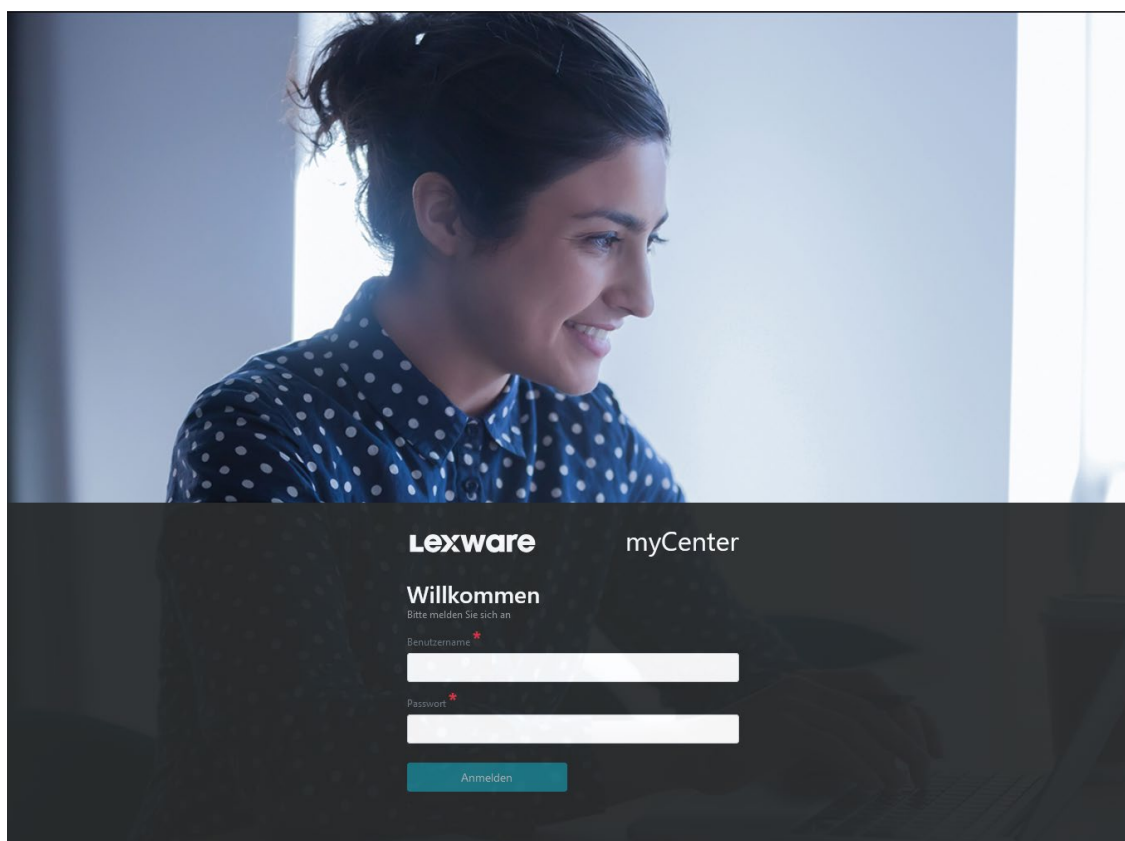 Lexware myCenter
Willkommen
Bitte melden Sie sich an
Benutzername *
Passwort *
Anmelden